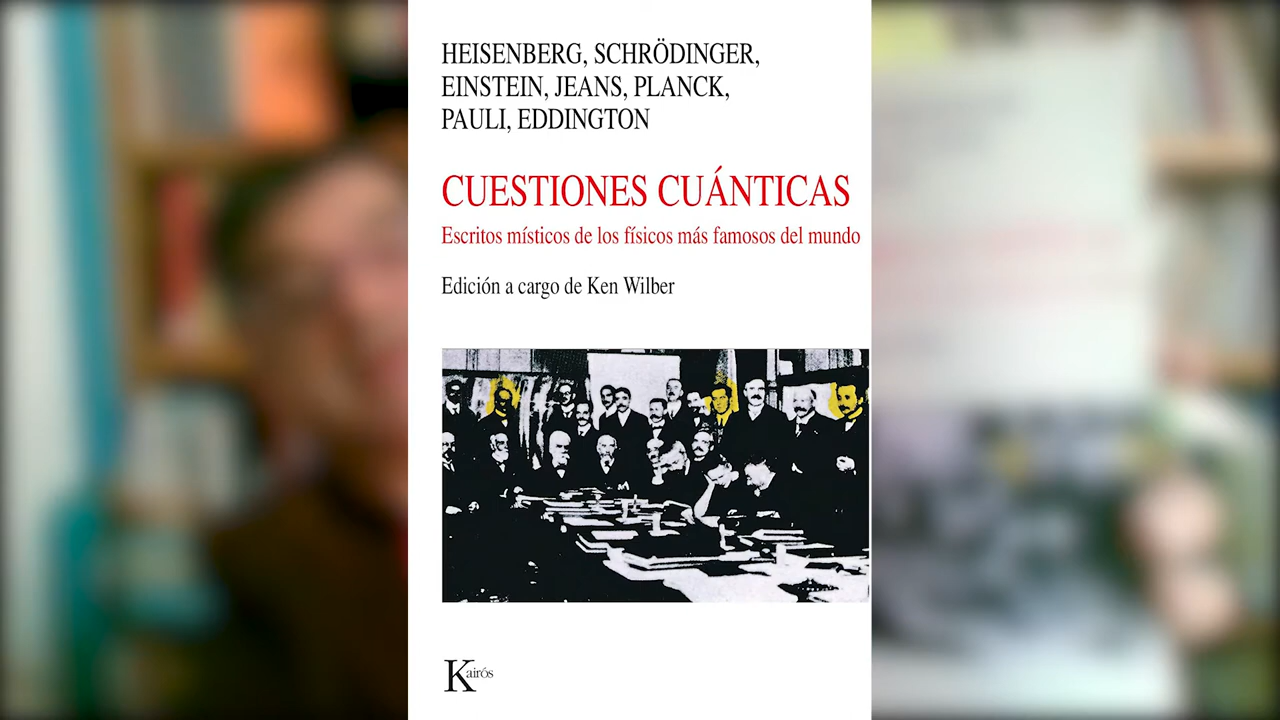 HEISENBERG, SCHRÖDINGER,
EINSTEIN, JEANS, PLANCK,
PAULI, EDDINGTON
CUESTIONES CUÁNTICAS
Escritos místicos de los físicos más famosos del mundo
Edición a cargo de Ken Wilber
Kairós